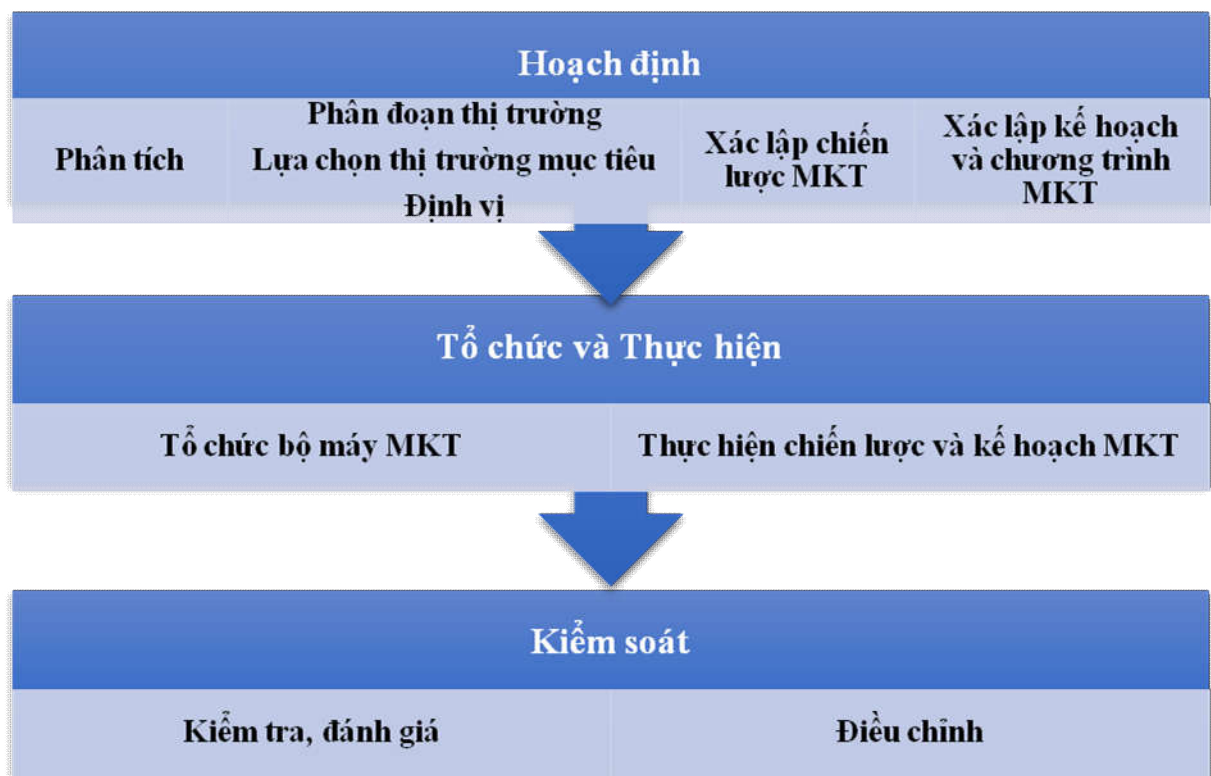 Hoạch định
Phân tích
Phân đoạn thị trường
Lựa chọn thị trường mục tiêu
Định vị
Xác lập chiến
lược MKT
Xác lập kế hoạch
và chương trình
MKT
Tổ chức và Thực hiện
Tổ chức bộ máy MKT
Thực hiện chiến lược và kế hoạch MKT
Kiểm soát
Kiểm tra, đánh giá
Điều chỉnh